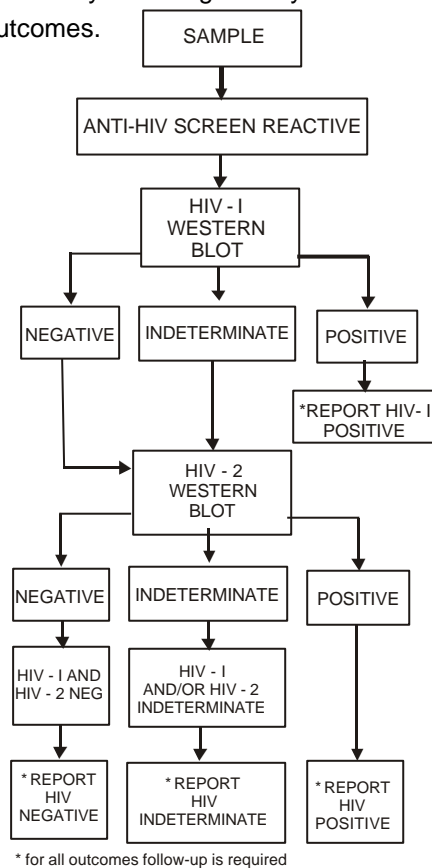 utcomes.
SAMPLE
ANTI-HIV SCREEN REACTIVE
HIV - I
WESTERN
BLOT
NEGATIVE
INDETERMINATE
POSITIVE
*REPORT HIV- I
POSITIVE
HIV - 2
WESTERN
BLOT
NEGATIVE
INDETERMINATE
POSITIVE
HIV - I AND
HIV - 2 NEG
HIV - I
AND/OR HIV - 2
INDETERMINATE
* REPORT
HIV
NEGATIVE
* REPORT
HIV
INDETERMINATE
* REPORT
HIV
POSITIVE
* for all outcomes follow-up is required